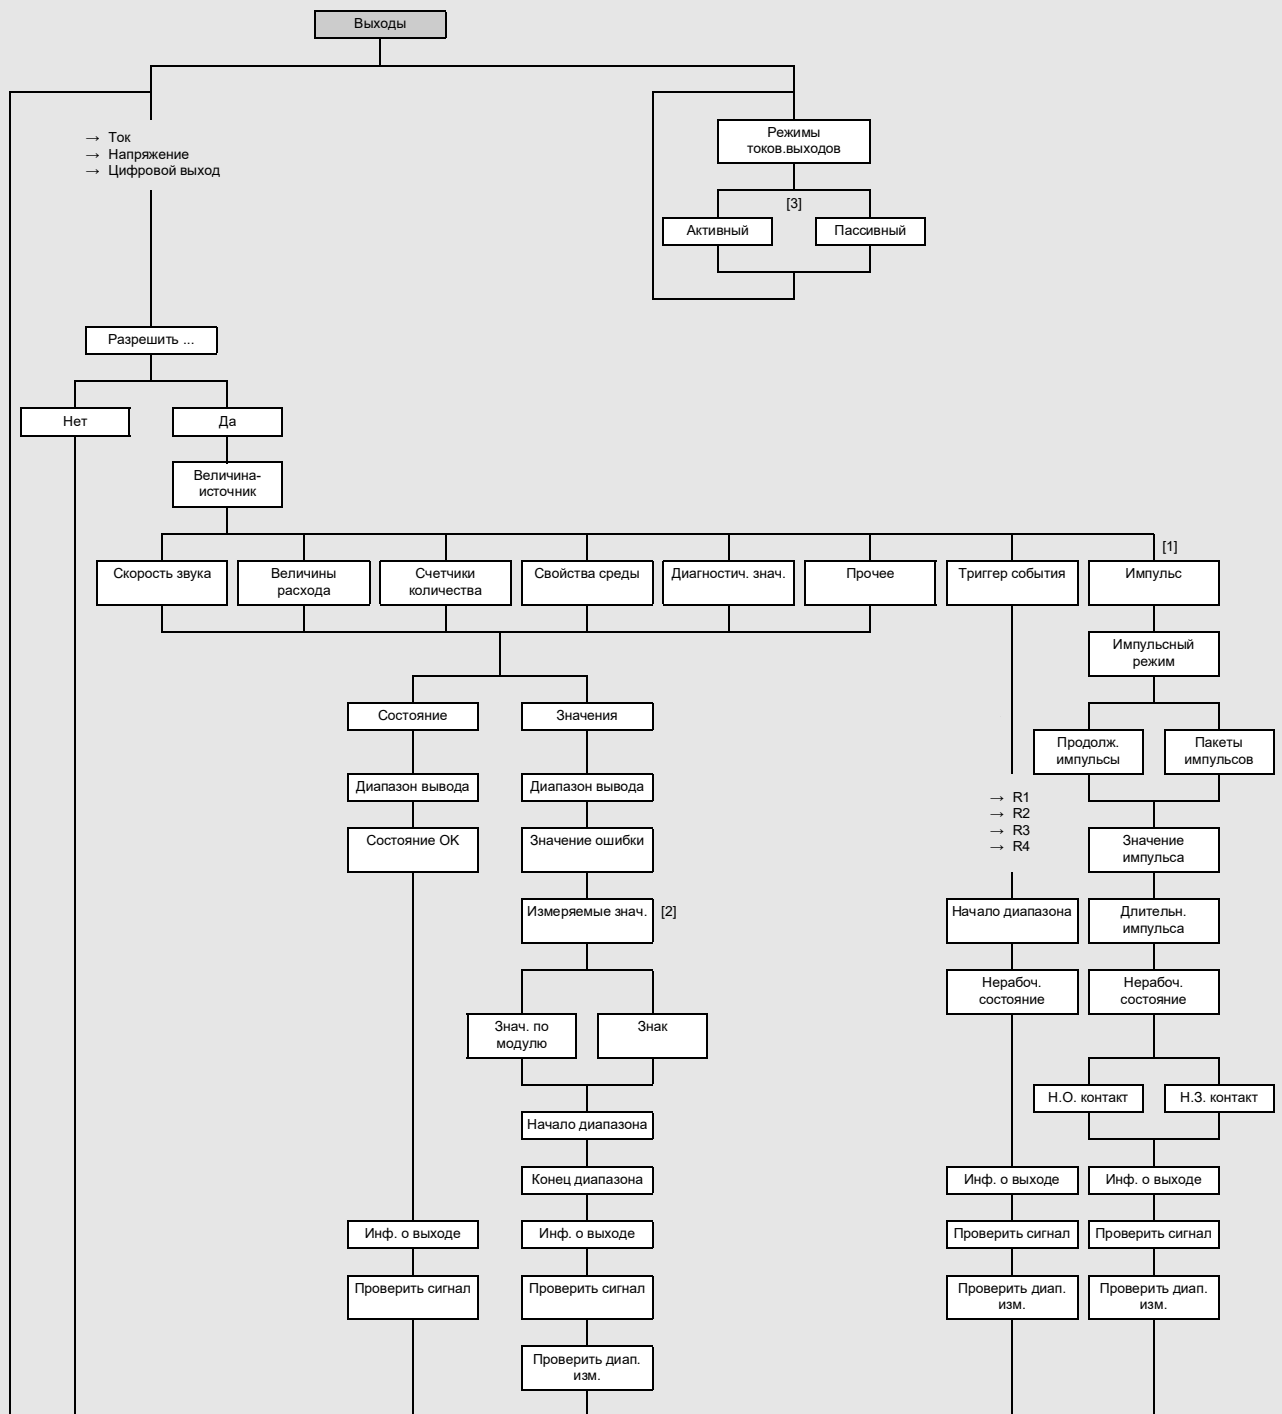 Выходы
→ Ток
→ Напряжение
→ Цифровой выход
Режимы
токов.выходов
[3]
Активный
Пассивный
Разрешить ...
Нет
Да
Величина-
источник
[1]
Скорость звука
Величины
расхода
Счетчики
количества
Свойства среды
Диагностич. знач.
Прочее
Триггер события
Импульс
Импульсный
режим
Состояние
Значения
Продолж.
импульсы
Пакеты
импульсов
Диапазон вывода
Диапазон вывода
→ R1
→ R2
→ R3
→ R4
Состояние OK
Значение ошибки
Значение
импульса
Измеряемые знач.
[2]
Начало диапазона
Длительн.
импульса
Нерабоч.
состояние
Нерабоч.
состояние
Знач. по
модулю
Знак
Н.О. контакт
Н.З. контакт
Начало диапазона
Конец диапазона
Инф. о выходе
Инф. о выходе
Инф. о выходе
Инф. о выходе
Проверить сигнал
Проверить сигнал
Проверить сигнал
Проверить сигнал
Проверить диап.
изм.
Проверить диап.
изм.
Проверить диап.
изм.